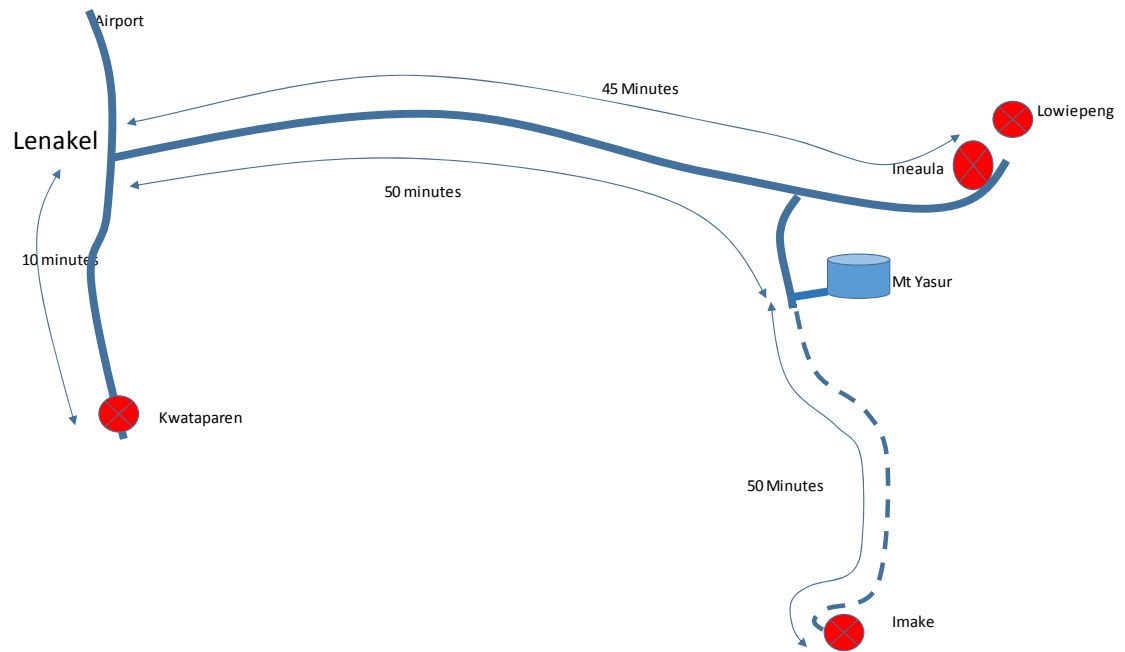 Airport
45 Minutes
Lowiepeng
Lenakel
Ineaula
50 minutes
10 minutes
Mt Yasur
Kwataparen
50 Minutes
Imake